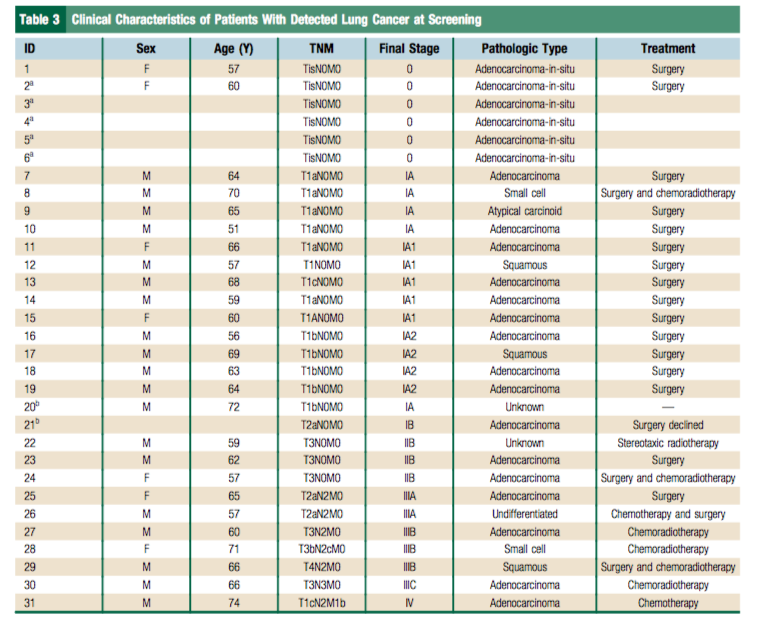 Table 3 Clinical Characteristics of Patients With Detected Lung Cancer at Screening
ID Sex Age (Y) TNM Final Stage Pathologic Type Treatment
1 F 57 TisN0M0 0 Adenocarcinoma-in-situ Surgery
2a F 60 TisN0M0 0 Adenocarcinoma-in-situ Surgery
3a TisN0M0 0 Adenocarcinoma-in-situ
4a TisN0M0 0 Adenocarcinoma-in-situ
5a TisN0M0 0 Adenocarcinoma-in-situ
6a TisN0M0 0 Adenocarcinoma-in-situ
7 M 64 T1aN0M0 IA Adenocarcinoma Surgery
8 M 70 T1aN0M0 IA Small cell Surgery and chemoradiotherapy
9 M 65 T1aN0M0 IA Atypical carcinoid Surgery
10 M 51 T1aN0M0 IA Adenocarcinoma Surgery
11 F 66 T1aN0M0 IA1 Adenocarcinoma Surgery
12 M 57 T1N0M0 IA1 Squamous Surgery
13 M 68 T1cN0M0 IA1 Adenocarcinoma Surgery
14 M 59 T1aN0M0 IA1 Adenocarcinoma Surgery
15 F 60 T1AN0M0 IA1 Adenocarcinoma Surgery
16 M 56 T1bN0M0 IA2 Adenocarcinoma Surgery
17 M 69 T1bN0M0 IA2 Squamous Surgery
18 M 63 T1bN0M0 IA2 Adenocarcinoma Surgery
19 M 64 T1bN0M0 IA2 Adenocarcinoma Surgery
20b M 72 T1bN0M0 IA Unknown —
21b T2aN0M0 IB Adenocarcinoma Surgery declined
22 M 59 T3N0M0 IIB Unknown Stereotaxic radiotherapy
23 M 62 T3N0M0 IIB Adenocarcinoma Surgery
24 F 57 T3N0M0 IIB Adenocarcinoma Surgery and chemoradiotherapy
25 F 65 T2aN2M0 IIIA Adenocarcinoma Surgery
26 M 57 T2aN2M0 IIIA Undifferentiated Chemotherapy and surgery
27 M 60 T3N2M0 IIIB Adenocarcinoma Chemoradiotherapy
28 F 71 T3bN2cM0 IIIB Small cell Chemoradiotherapy
29 M 66 T4N2M0 IIIB Squamous Surgery and chemoradiotherapy
30 M 66 T3N3M0 IIIC Adenocarcinoma Chemoradiotherapy
31 M 74 T1cN2M1b IV Adenocarcinoma Chemotherapy